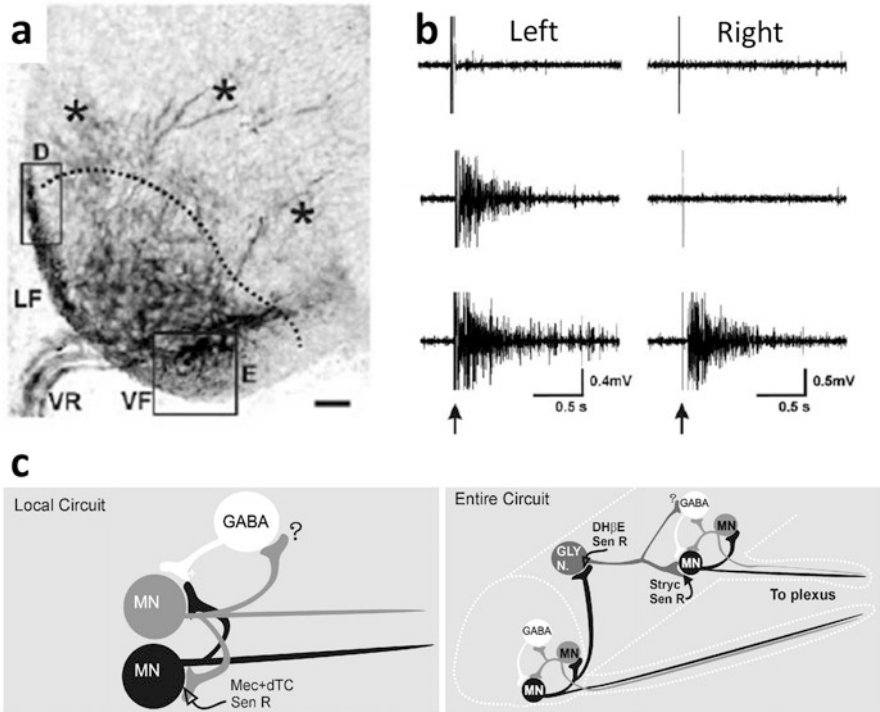 a
*
*
*
D
LF
E
VR
VF
b
Left
Right
0.4mV
0.5 s
0.5mV
0.5 s
c
Local Circuit
GABA
?
MN
MN
Mec+dTC
Sen R
Entire Circuit
?
GABA
DHβE
Sen R
MN
GLY
N.
MN
Stryc
Sen R
To plexus
GABA
MN
MN